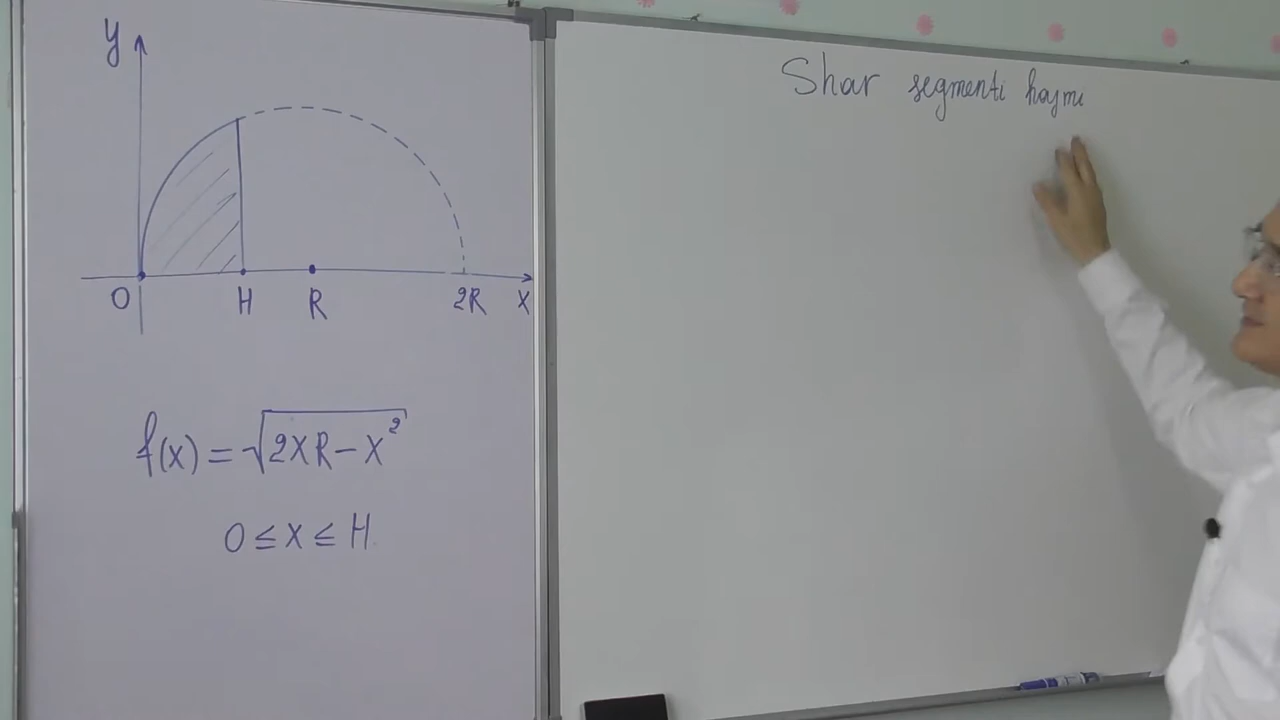 y
O H R 2R X
f(x) = √(2XR − X²)
0 ≤ X ≤ H
Shar segmenti hajmi